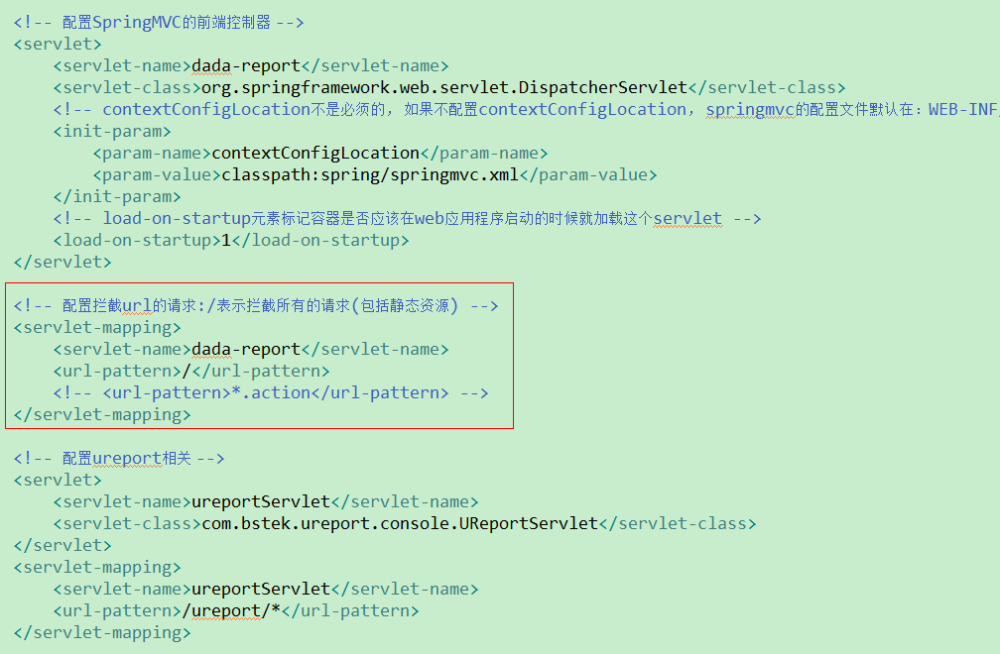 <!-- 配置SpringMVC的前端控制器 -->
<servlet>
<servlet-name>dada-report</servlet-name>
<servlet-class>org.springframework.web.servlet.DispatcherServlet</servlet-class>
<!-- contextConfigLocation不是必须的, 如果不配置contextConfigLocation, springmvc的配置文件默认在：WEB-INF
<init-param>
<param-name>contextConfigLocation</param-name>
<param-value>classpath:spring/springmvc.xml</param-value>
</init-param>
<!-- load-on-startup元素标记容器是否应该在web应用程序启动的时候就加载这个servlet -->
<load-on-startup>1</load-on-startup>
</servlet>
<!-- 配置拦截url的请求:/表示拦截所有的请求(包括静态资源) -->
<servlet-mapping>
<servlet-name>dada-report</servlet-name>
<url-pattern>/</url-pattern>
<!-- <url-pattern>*.action</url-pattern> -->
</servlet-mapping>
<!-- 配置ureport相关 -->
<servlet>
<servlet-name>ureportServlet</servlet-name>
<servlet-class>com.bstek.ureport.console.UReportServlet</servlet-class>
</servlet>
<servlet-mapping>
<servlet-name>ureportServlet</servlet-name>
<url-pattern>/ureport/*</url-pattern>
</servlet-mapping>